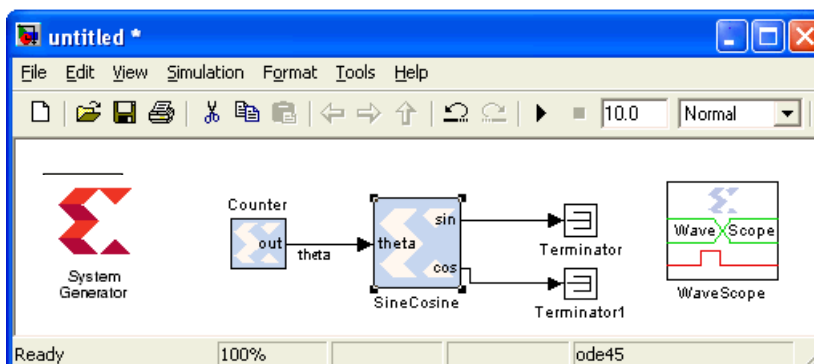 untitled *
File Edit View Simulation Format Tools Help
10.0 Normal
Counter
out
theta
theta
sin
cos
SineCosine
Terminator
Terminator1
System
Generator
Wave Scope
WaveScope
Ready 100% ode45